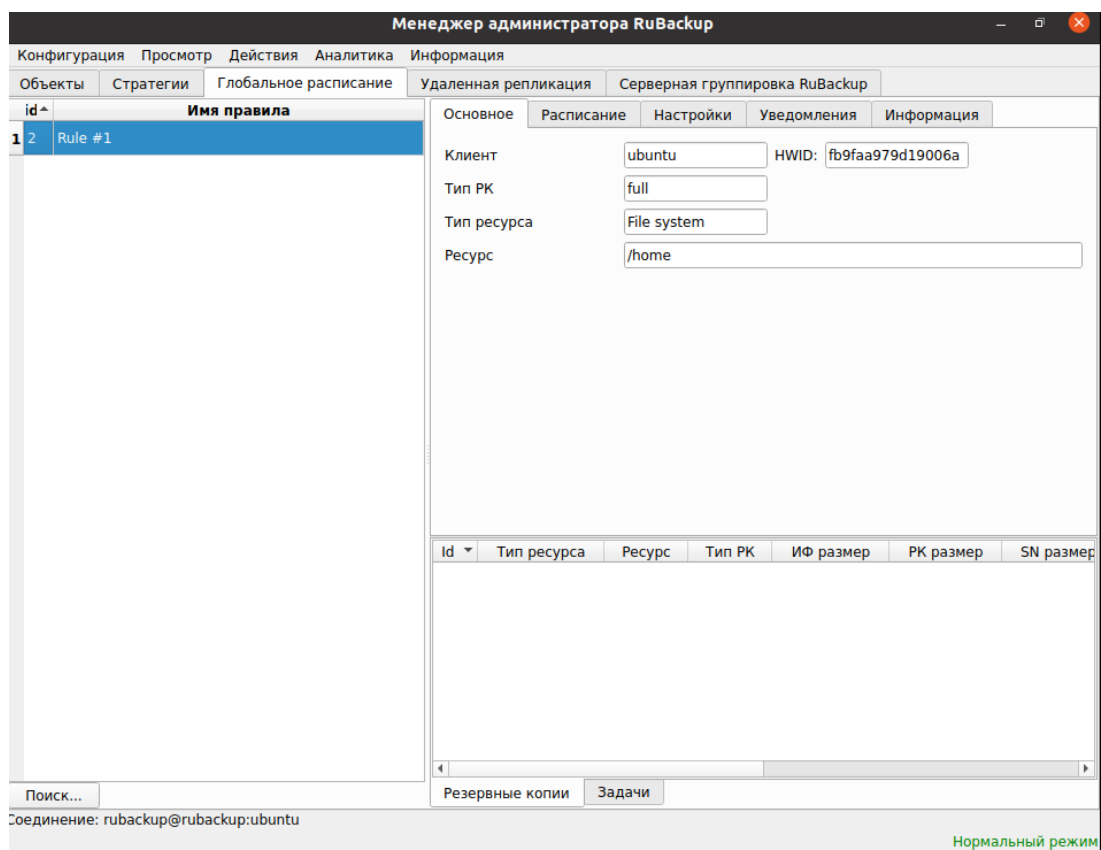 Менеджер администратора RuBackup
Конфигурация Просмотр Действия Аналитика Информация
Объекты Стратегии Глобальное расписание Удаленная репликация Серверная группировка RuBackup
id Имя правила
1 2 Rule #1
Основное Расписание Настройки Уведомления Информация
Клиент ubuntu HWID: fb9faa979d19006a
Тип РК full
Тип ресурса File system
Ресурс /home
Id Тип ресурса Ресурс Тип РК ИФ размер РК размер SN размер
Резервные копии Задачи
Поиск...
Соединение: rubackup@rubackup:ubuntu
Нормальный режим